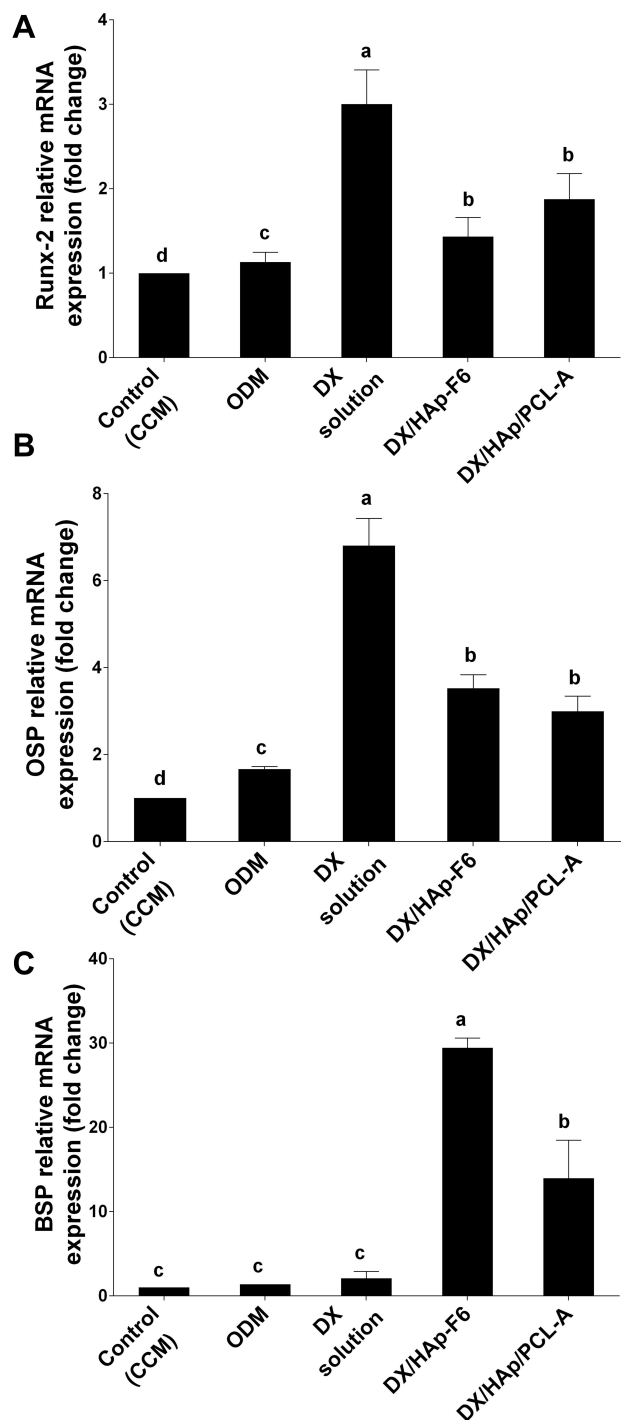 A
Runx-2 relative mRNA
expression (fold change)
4
3
2
1
0
d
c
a
b
b
Control
(CCM)
ODM
DX
solution
DX/HAp-F6
DX/HAp/PCL-A
B
OSP relative mRNA
expression (fold change)
8
6
4
2
0
d
c
a
b
b
Control
(CCM)
ODM
DX
solution
DX/HAp-F6
DX/HAp/PCL-A
C
BSP relative mRNA
expression (fold change)
40
30
20
10
0
c
c
c
a
b
Control
(CCM)
ODM
DX
solution
DX/HAp-F6
DX/HAp/PCL-A